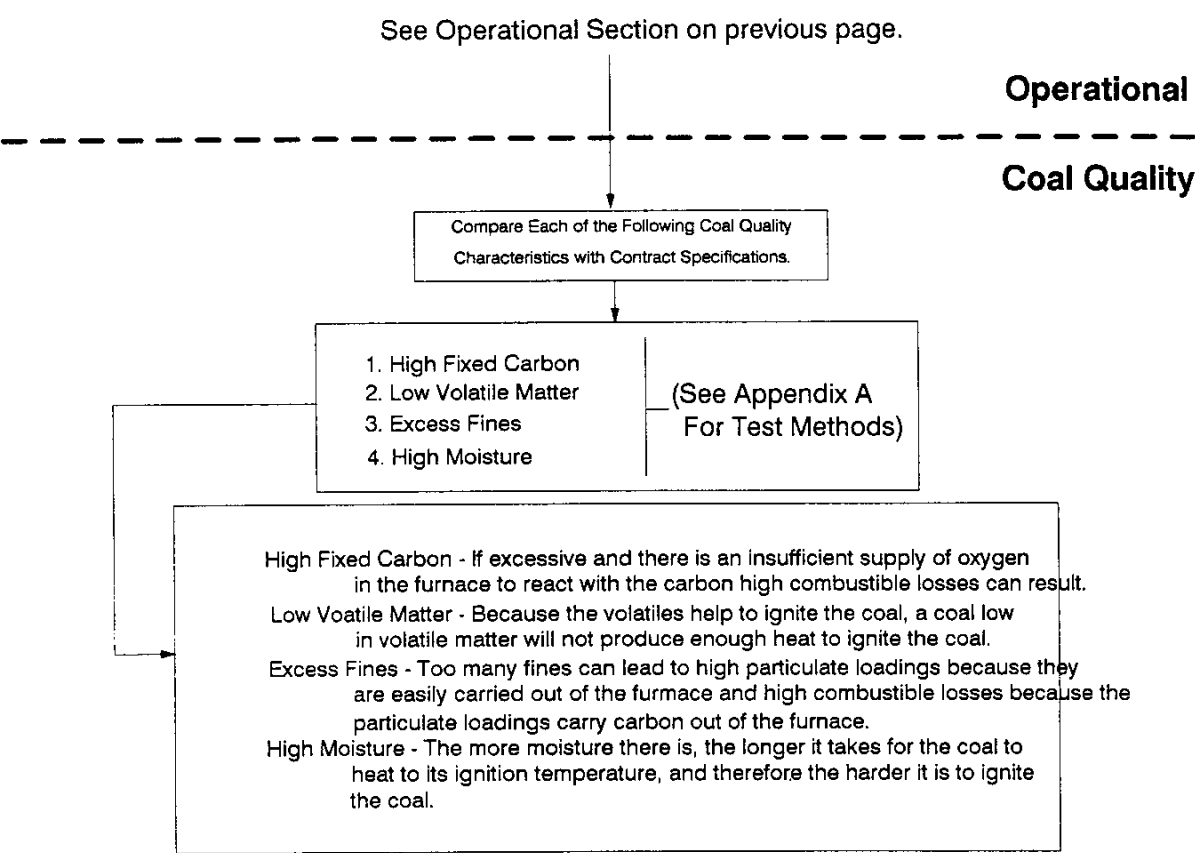 See Operational Section on previous page.
Operational
Coal Quality
Compare Each of the Following Coal Quality
Characteristics with Contract Specifications.
1. High Fixed Carbon
2. Low Volatile Matter
3. Excess Fines
4. High Moisture
(See Appendix A
For Test Methods)
High Fixed Carbon - If excessive and there is an insufficient supply of oxygen
in the furnace to react with the carbon high combustible losses can result.
Low Voatile Matter - Because the volatiles help to ignite the coal, a coal low
in volatile matter will not produce enough heat to ignite the coal.
Excess Fines - Too many fines can lead to high particulate loadings because they
are easily carried out of the furmace and high combustible losses because the
particulate loadings carry carbon out of the furnace.
High Moisture - The more moisture there is, the longer it takes for the coal to
heat to its ignition temperature, and therefore the harder it is to ignite
the coal.